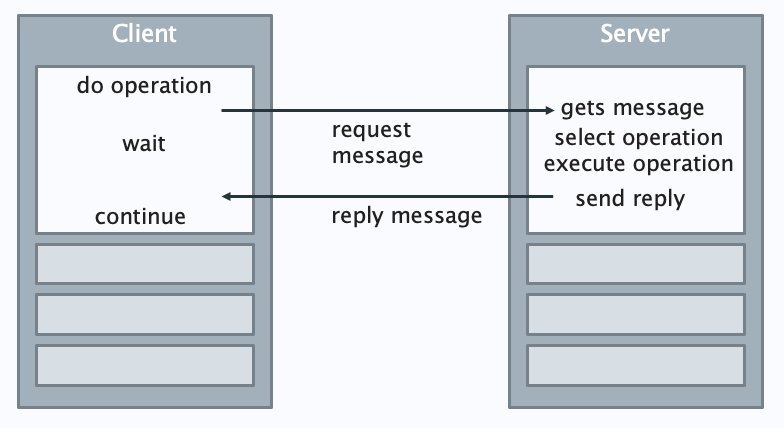 Client
do operation
wait
continue
request
message
reply message
Server
gets message
select operation
execute operation
send reply